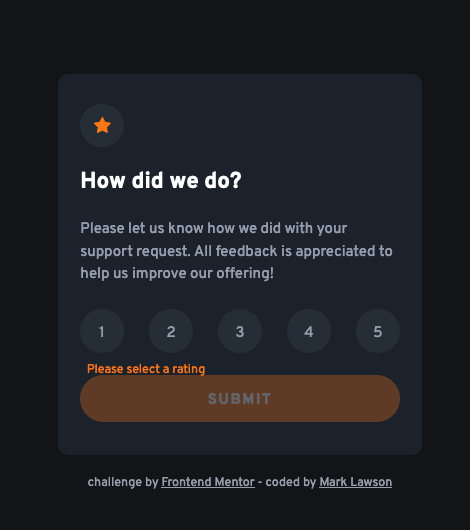 How did we do?
Please let us know how we did with your
support request. All feedback is appreciated to
help us improve our offering!
1 2 3 4 5
Please select a rating
SUBMIT
challenge by Frontend Mentor - coded by Mark Lawson